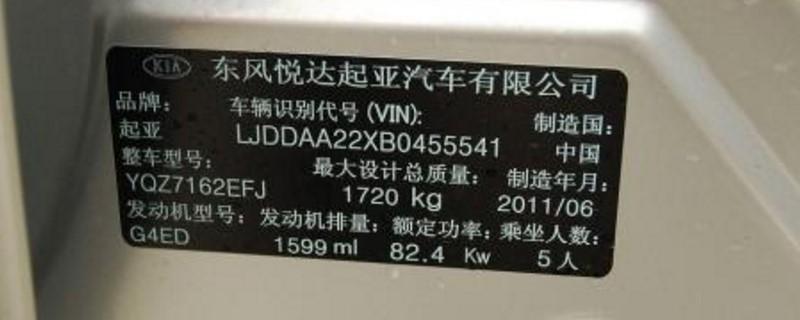 KIA 东风悦达起亚汽车有限公司
品牌: 车辆识别代号(VIN): 制造国:
起亚 LJDDAA22XB0455541 中国
整车型号: 最大设计总质量: 制造年月:
YQZ7162EFJ 1720 kg 2011/06
发动机型号: 发动机排量: 额定功率: 乘坐人数:
G4ED 1599 ml 82.4 Kw 5人